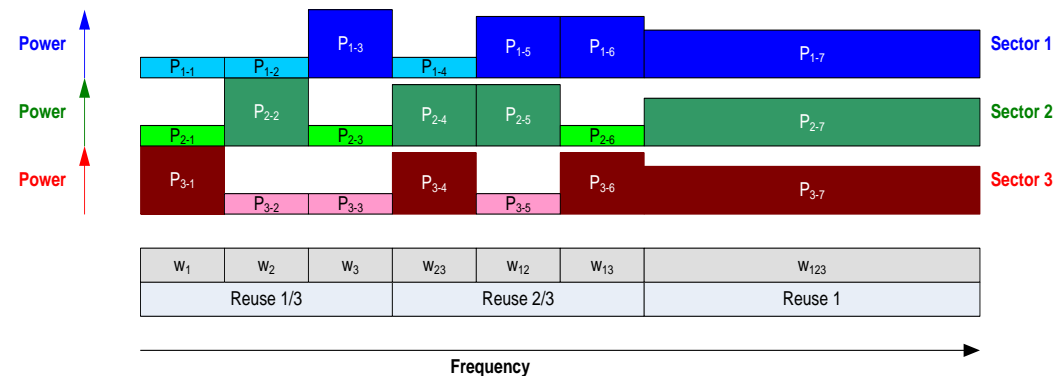 Power P₁₋₁ P₁₋₂ P₁₋₃ P₁₋₄ P₁₋₅ P₁₋₆ P₁₋₇ Sector 1
Power P₂₋₁ P₂₋₂ P₂₋₃ P₂₋₄ P₂₋₅ P₂₋₆ P₂₋₇ Sector 2
Power P₃₋₁ P₃₋₂ P₃₋₃ P₃₋₄ P₃₋₅ P₃₋₆ P₃₋₇ Sector 3
w₁ w₂ w₃ w₂₃ w₁₂ w₁₃ w₁₂₃
Reuse 1/3 Reuse 2/3 Reuse 1
Frequency